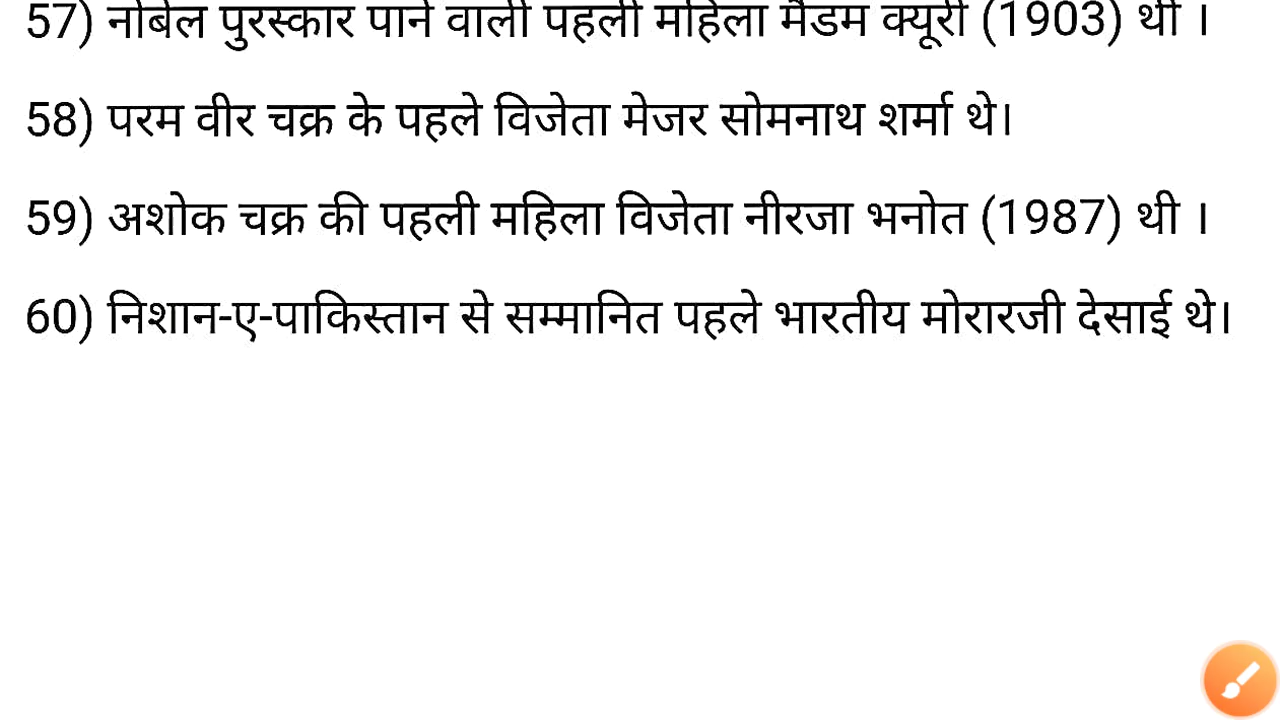 57) नोबेल पुरस्कार पाने वाली पहली महिला मैडम क्यूरी (1903) थी ।
58) परम वीर चक्र के पहले विजेता मेजर सोमनाथ शर्मा थे।
59) अशोक चक्र की पहली महिला विजेता नीरजा भनोत (1987) थी ।
60) निशान-ए-पाकिस्तान से सम्मानित पहले भारतीय मोरारजी देसाई थे।